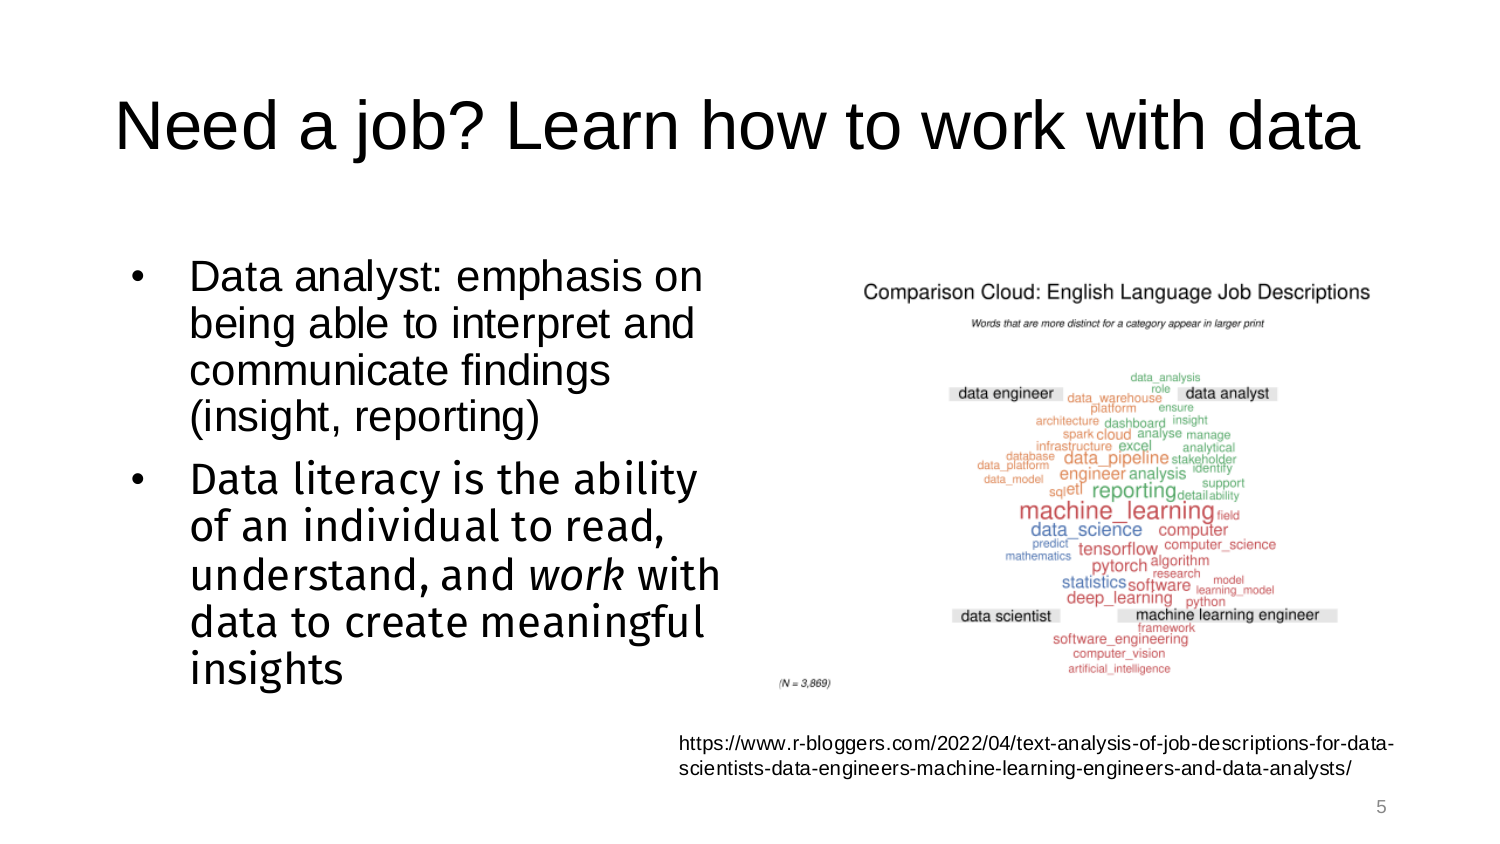 Need a job? Learn how to work with data
• Data analyst: emphasis on
being able to interpret and
communicate findings
(insight, reporting)
• Data literacy is the ability
of an individual to read,
understand, and work with
data to create meaningful
insights
Comparison Cloud: English Language Job Descriptions
Words that are more distinct for a category appear in larger print
data_analysis
role
data engineer
data analyst
data_warehouse
platform
ensure
architecture
dashboard
insight
spark
cloud
analyse
manage
infrastructure
excel
analytical
database
data_pipeline
stakeholder
data_platform
identify
data_model
engineer
analysis
support
sql
etl
reporting
detail
ability
machine_learning
field
data_science
computer
predict
tensorflow
computer_science
mathematics
pytorch
algorithm
research
statistics
software
model
learning_model
deep_learning
python
data scientist
machine learning engineer
framework
software_engineering
computer_vision
artificial_intelligence
(N = 3,869)
https://www.r-bloggers.com/2022/04/text-analysis-of-job-descriptions-for-data-
scientists-data-engineers-machine-learning-engineers-and-data-analysts/
5